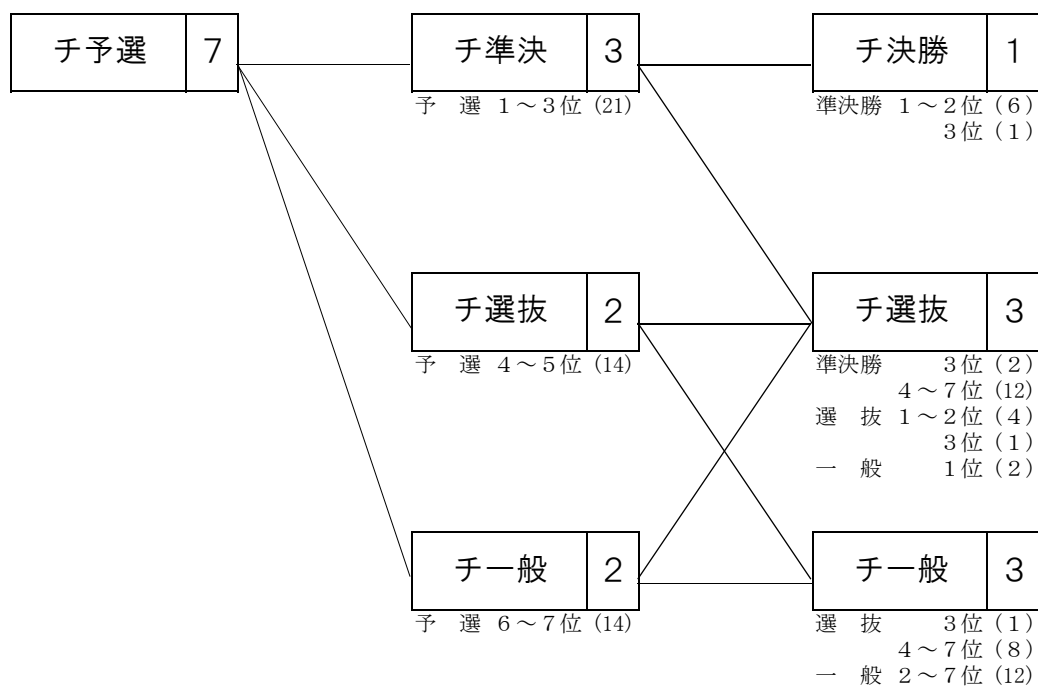 チ予選 7
チ準決 3
予 選 1～3位 (21)
チ決勝 1
準決勝 1～2位 (6)
3位 (1)
チ選抜 2
予 選 4～5位 (14)
チ選抜 3
準決勝 3位 (2)
4～7位 (12)
選 抜 1～2位 (4)
3位 (1)
一 般 1位 (2)
チ一般 2
予 選 6～7位 (14)
チ一般 3
選 抜 3位 (1)
4～7位 (8)
一 般 2～7位 (12)